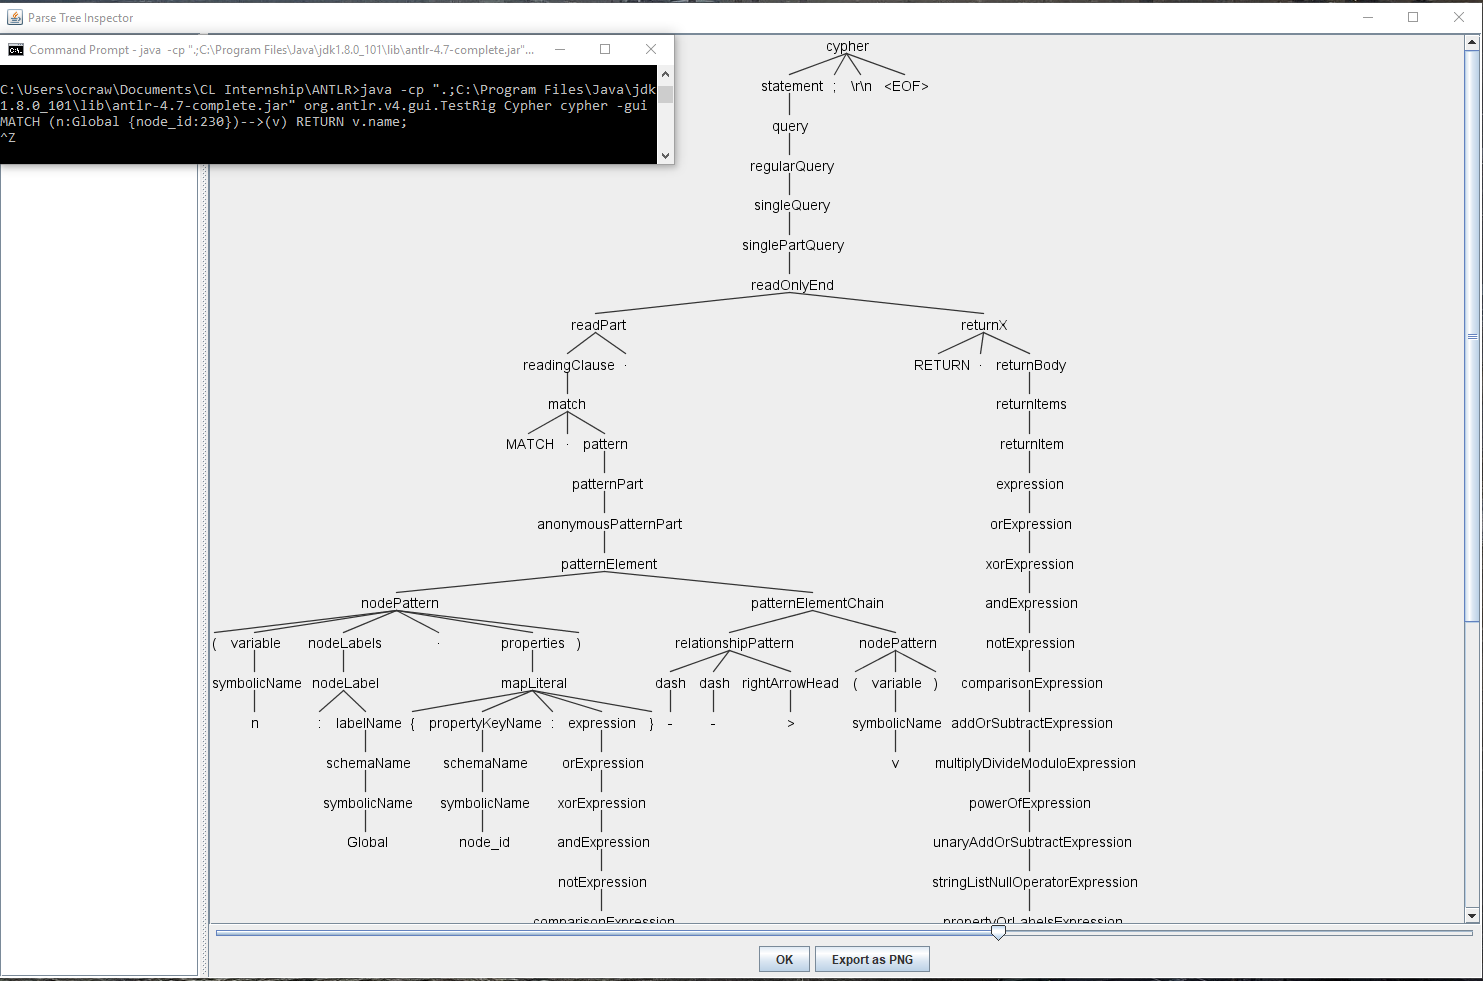 Parse Tree Inspector
Command Prompt - java  -cp ".;C:\Program Files\Java\jdk1.8.0_101\lib\antlr-4.7-complete.jar"...
C:\Users\ocraw\Documents\CL Internship\ANTLR>java -cp ".;C:\Program Files\Java\jdk
1.8.0_101\lib\antlr-4.7-complete.jar" org.antlr.v4.gui.TestRig Cypher cypher -gui
MATCH (n:Global {node_id:230})-->(v) RETURN v.name;
^Z
cypher
statement ; \r\n <EOF>
query
regularQuery
singleQuery
singlePartQuery
readOnlyEnd
readPart returnX
readingClause · RETURN · returnBody
match returnItems
MATCH · pattern returnItem
patternPart expression
anonymousPatternPart orExpression
patternElement xorExpression
nodePattern patternElementChain andExpression
( variable nodeLabels · properties ) relationshipPattern nodePattern notExpression
symbolicName nodeLabel mapLiteral dash dash rightArrowHead ( variable ) comparisonExpression
n : labelName { propertyKeyName : expression } - - > symbolicName addOrSubtractExpression
schemaName schemaName orExpression v multiplyDivideModuloExpression
symbolicName symbolicName xorExpression powerOfExpression
Global node_id andExpression unaryAddOrSubtractExpression
notExpression stringListNullOperatorExpression
comparisonExpression propertyOrLabelsExpression
OK Export as PNG